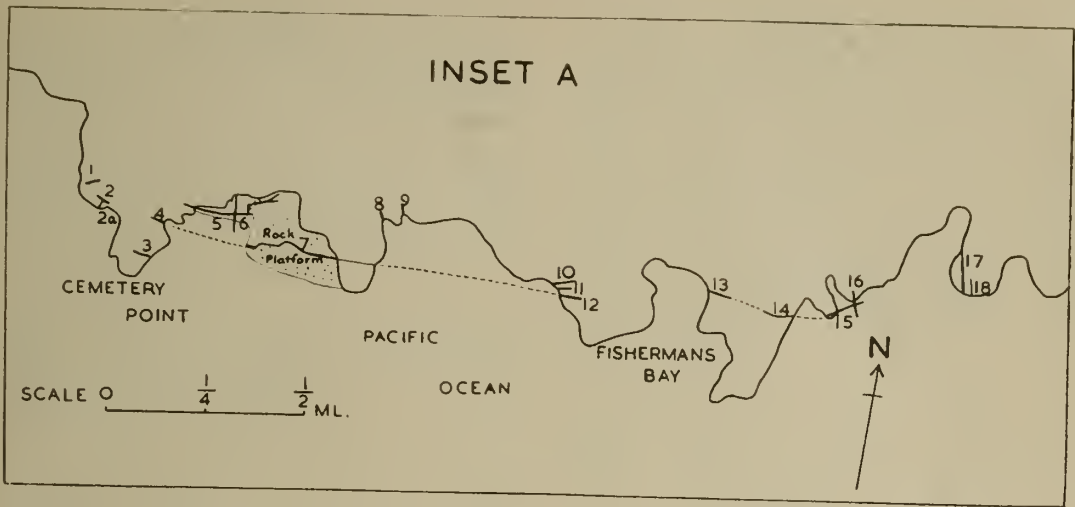 INSET A
1
2
2a
3
4
5
6
7
8
9
Rock
Platform
10
11
12
13
14
15
16
17
18
CEMETERY
POINT
PACIFIC
OCEAN
FISHERMANS
BAY
N
SCALE 0 1/4 1/2 ML.